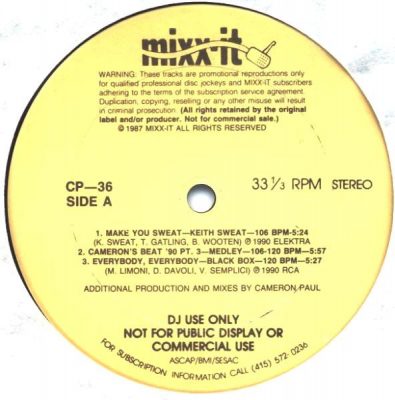 mixx-it
WARNING: These tracks are promotional reproductions only
for qualified professional disc jockeys and MIXX-IT subscribers
adhering to the terms of the subscription service agreement.
Duplication, copying, reselling or any other misuse will result
in criminal prosecution. (All rights retained by the original
label and/or producer. Not for commercial sale.)
℗ 1987 MIXX-IT ALL RIGHTS RESERVED
CP—36
SIDE A
33 1/3 RPM STEREO
1. MAKE YOU SWEAT—KEITH SWEAT—106 BPM-5:24
(K. SWEAT, T. GATLING, B. WOOTEN) ℗ 1990 ELEKTRA
2. CAMERON'S BEAT '90 PT. 3—MEDLEY—106-120 BPM—5:57
3. EVERYBODY, EVERYBODY—BLACK BOX—120 BPM—5:27
(M. LIMONI, D. DAVOLI, V. SEMPLICI) ℗ 1990 RCA
ADDITIONAL PRODUCTION AND MIXES BY CAMERON PAUL
DJ USE ONLY
NOT FOR PUBLIC DISPLAY OR
COMMERCIAL USE
ASCAP/BMI/SESAC
FOR SUBSCRIPTION INFORMATION CALL (415) 572-0236